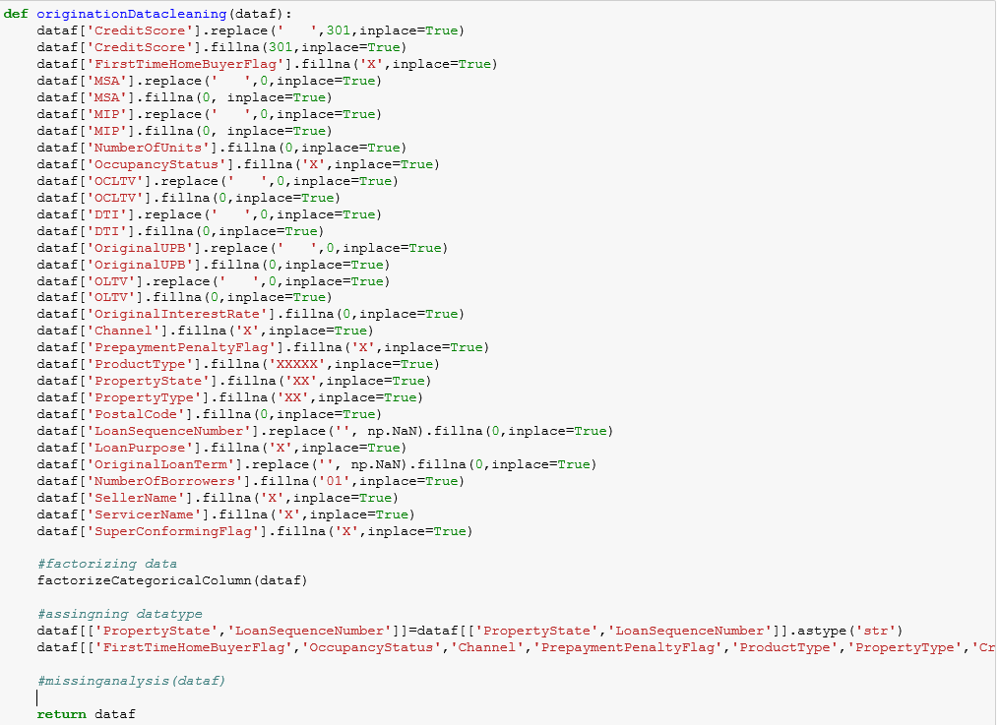 def originationDatacleaning(dataf):
    dataf['CreditScore'].replace('   ',301,inplace=True)
    dataf['CreditScore'].fillna(301,inplace=True)
    dataf['FirstTimeHomeBuyerFlag'].fillna('X',inplace=True)
    dataf['MSA'].replace('   ',0,inplace=True)
    dataf['MSA'].fillna(0, inplace=True)
    dataf['MIP'].replace('   ',0,inplace=True)
    dataf['MIP'].fillna(0, inplace=True)
    dataf['NumberOfUnits'].fillna(0,inplace=True)
    dataf['OccupancyStatus'].fillna('X',inplace=True)
    dataf['OCLTV'].replace('   ',0,inplace=True)
    dataf['OCLTV'].fillna(0,inplace=True)
    dataf['DTI'].replace('   ',0,inplace=True)
    dataf['DTI'].fillna(0,inplace=True)
    dataf['OriginalUPB'].replace('   ',0,inplace=True)
    dataf['OriginalUPB'].fillna(0,inplace=True)
    dataf['OLTV'].replace('   ',0,inplace=True)
    dataf['OLTV'].fillna(0,inplace=True)
    dataf['OriginalInterestRate'].fillna(0,inplace=True)
    dataf['Channel'].fillna('X',inplace=True)
    dataf['PrepaymentPenaltyFlag'].fillna('X',inplace=True)
    dataf['ProductType'].fillna('XXXXX',inplace=True)
    dataf['PropertyState'].fillna('XX',inplace=True)
    dataf['PropertyType'].fillna('XX',inplace=True)
    dataf['PostalCode'].fillna(0,inplace=True)
    dataf['LoanSequenceNumber'].replace('', np.NaN).fillna(0,inplace=True)
    dataf['LoanPurpose'].fillna('X',inplace=True)
    dataf['OriginalLoanTerm'].replace('', np.NaN).fillna(0,inplace=True)
    dataf['NumberOfBorrowers'].fillna('01',inplace=True)
    dataf['SellerName'].fillna('X',inplace=True)
    dataf['ServicerName'].fillna('X',inplace=True)
    dataf['SuperConformingFlag'].fillna('X',inplace=True)
    #factorizing data
    factorizeCategoricalColumn(dataf)
    #assingning datatype
    dataf[['PropertyState','LoanSequenceNumber']]=dataf[['PropertyState','LoanSequenceNumber']].astype('str')
    dataf[['FirstTimeHomeBuyerFlag','OccupancyStatus','Channel','PrepaymentPenaltyFlag','ProductType','PropertyType','Cr
    #missinganalysis(dataf)
    return dataf